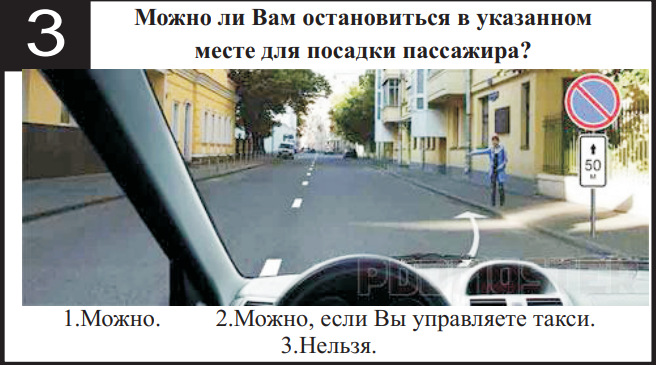 3
Можно ли Вам остановиться в указанном
месте для посадки пассажира?
50
м
1.Можно. 2.Можно, если Вы управляете такси.
3.Нельзя.